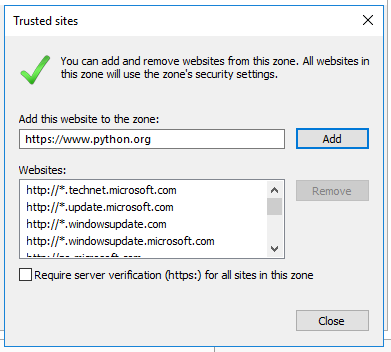 Trusted sites
You can add and remove websites from this zone. All websites in
this zone will use the zone's security settings.
Add this website to the zone:
https://www.python.org
Add
Websites:
http://*.technet.microsoft.com
http://*.update.microsoft.com
http://*.windowsupdate.com
http://*.windowsupdate.microsoft.com
Remove
Require server verification (https:) for all sites in this zone
Close